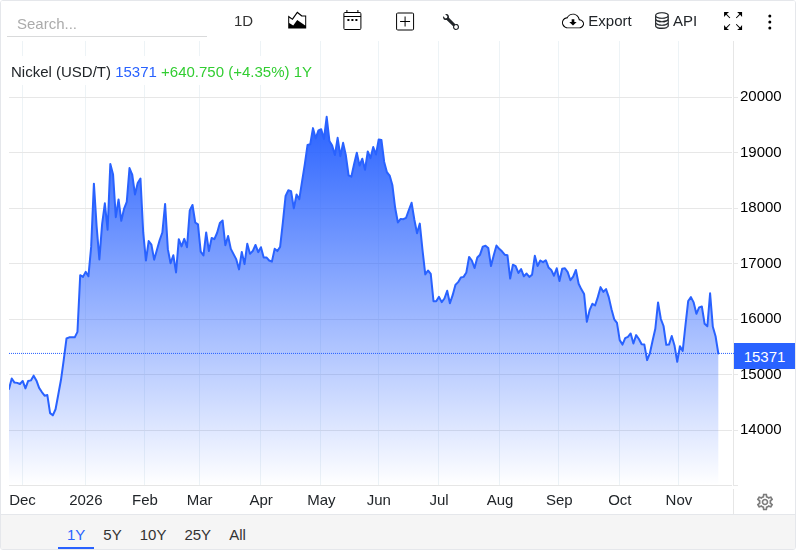 Search... 1D Export API
Nickel (USD/T) 15371 +640.750 (+4.35%) 1Y
20000
19000
18000
17000
16000
15371
15000
14000
Dec 2026 Feb Mar Apr May Jun Jul Aug Sep Oct Nov
1Y 5Y 10Y 25Y All